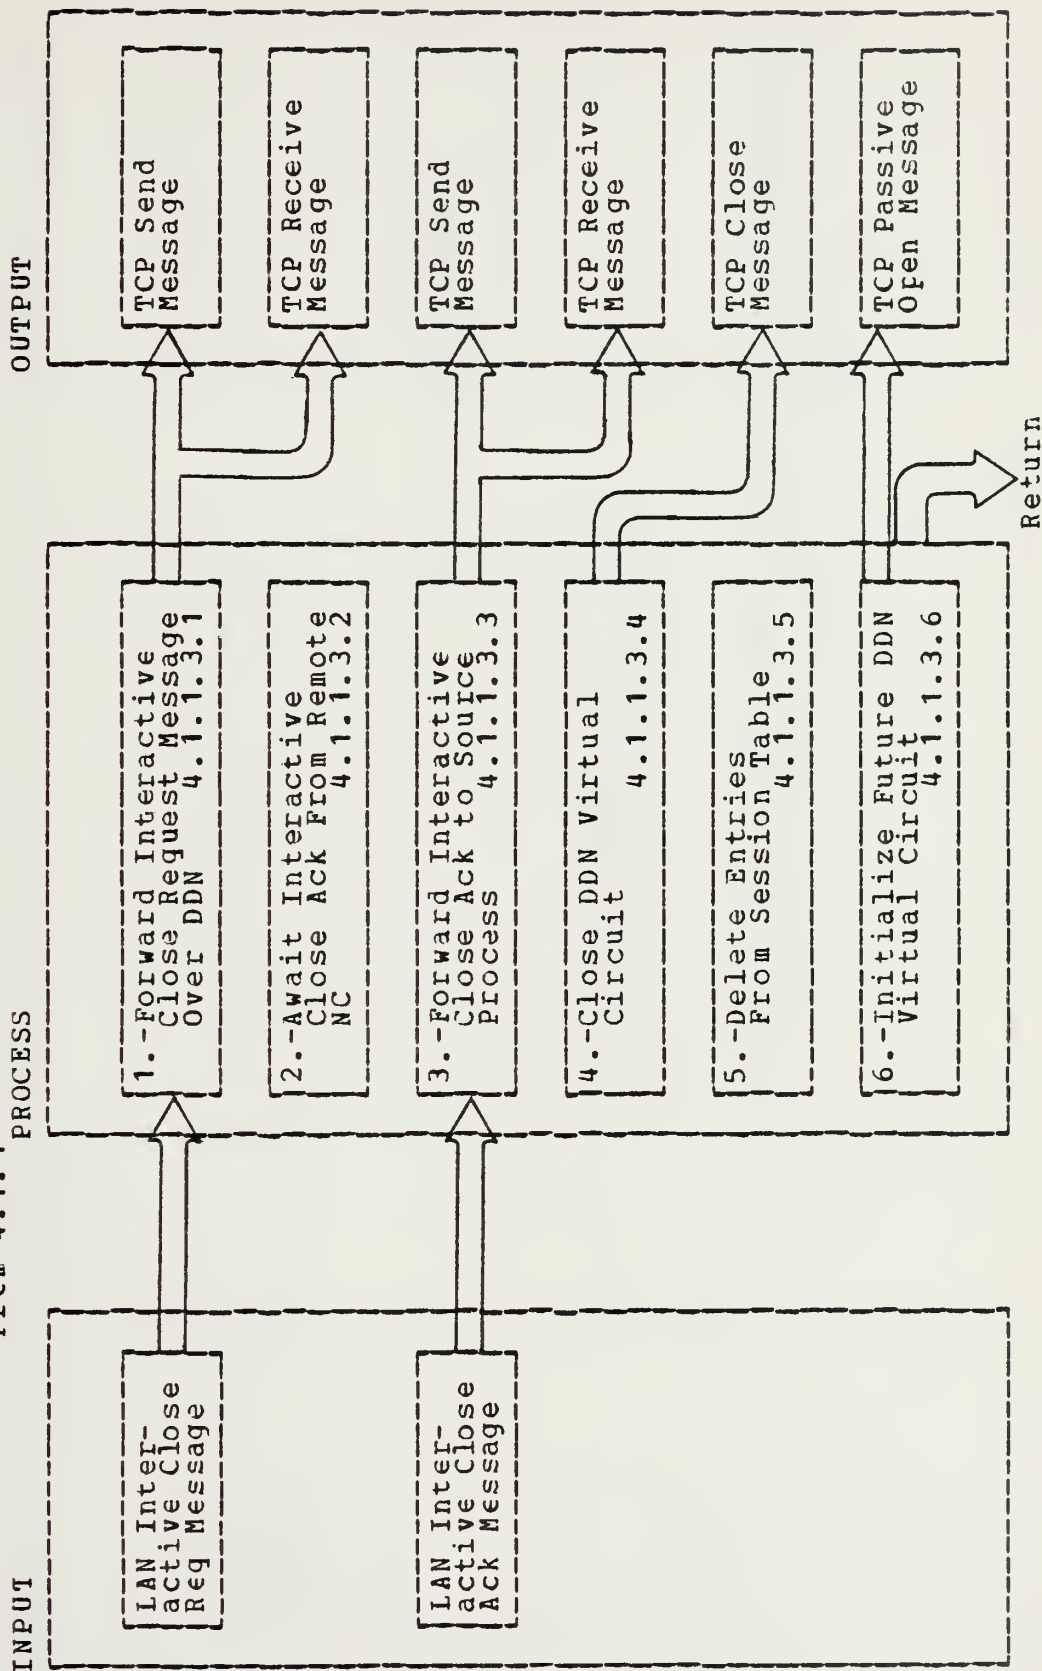 INPUT
PROCESS
OUTPUT
LAN Inter-
active Close
Req Message
LAN Inter-
active Close
Ack Message
1.-Forward Interactive
Close Request Message
Over DDN 4.1.1.3.1
2.-Await Interactive
Close Ack From Remote
NC 4.1.1.3.2
3.-Forward Interactive
Close Ack to Source
Process 4.1.1.3.3
4.-Close DDN Virtual
Circuit 4.1.1.3.4
5.-Delete Entries
From Session Table
4.1.1.3.5
6.-Initialize Future DDN
Virtual Circuit
4.1.1.3.6
TCP Send
Message
TCP Receive
Message
TCP Send
Message
TCP Receive
Message
TCP Close
Message
TCP Passive
Open Message
Return